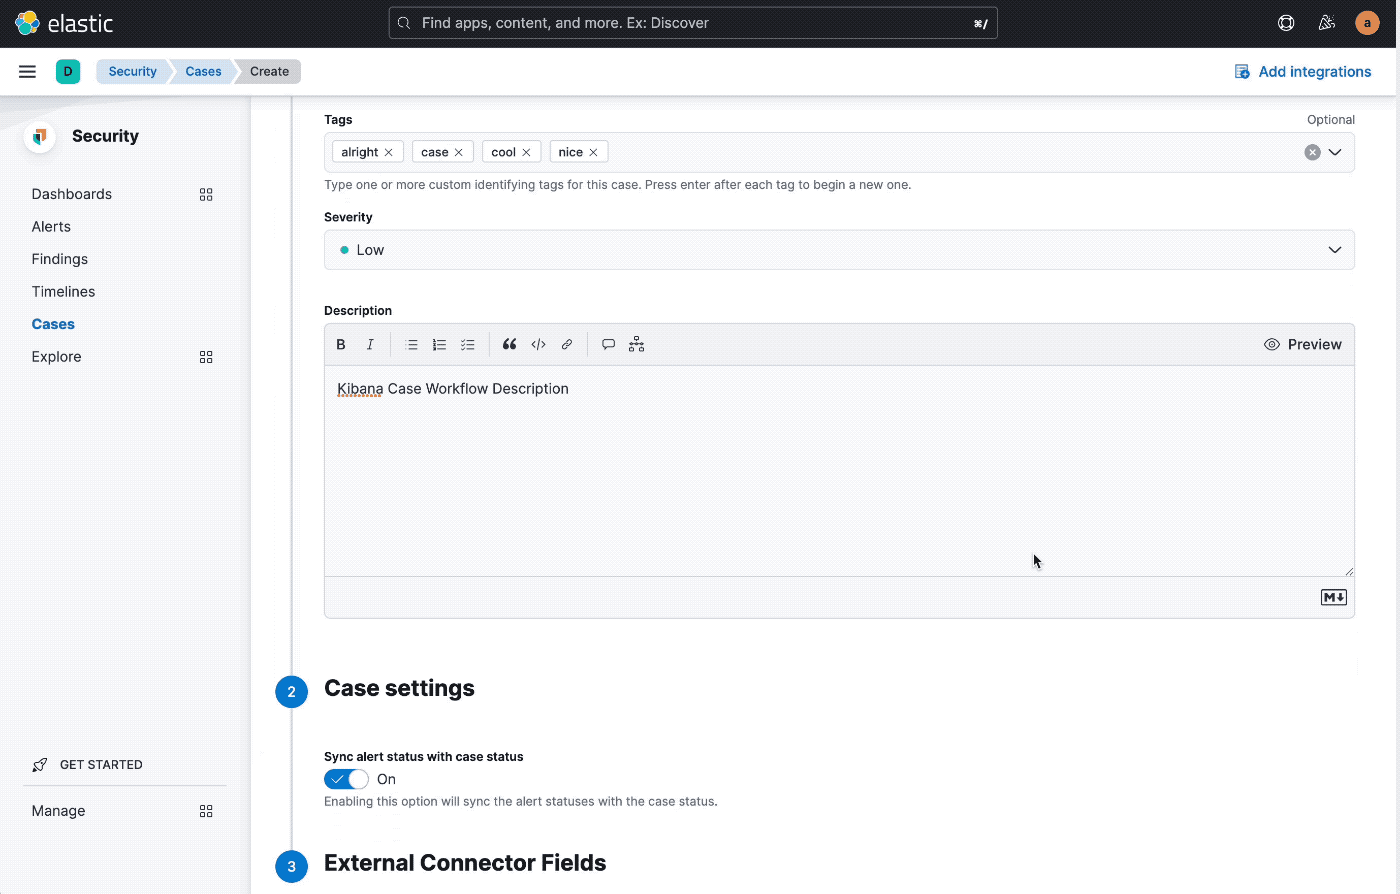 elastic
Find apps, content, and more. Ex: Discover
⌘/
a
D
Security
Cases
Create
Add integrations
Security
Dashboards
Alerts
Findings
Timelines
Cases
Explore
GET STARTED
Manage
Tags
Optional
alright
case
cool
nice
Type one or more custom identifying tags for this case. Press enter after each tag to begin a new one.
Severity
Low
Description
B I
Preview
Kibana Case Workflow Description
M
2
Case settings
Sync alert status with case status
On
Enabling this option will sync the alert statuses with the case status.
3
External Connector Fields